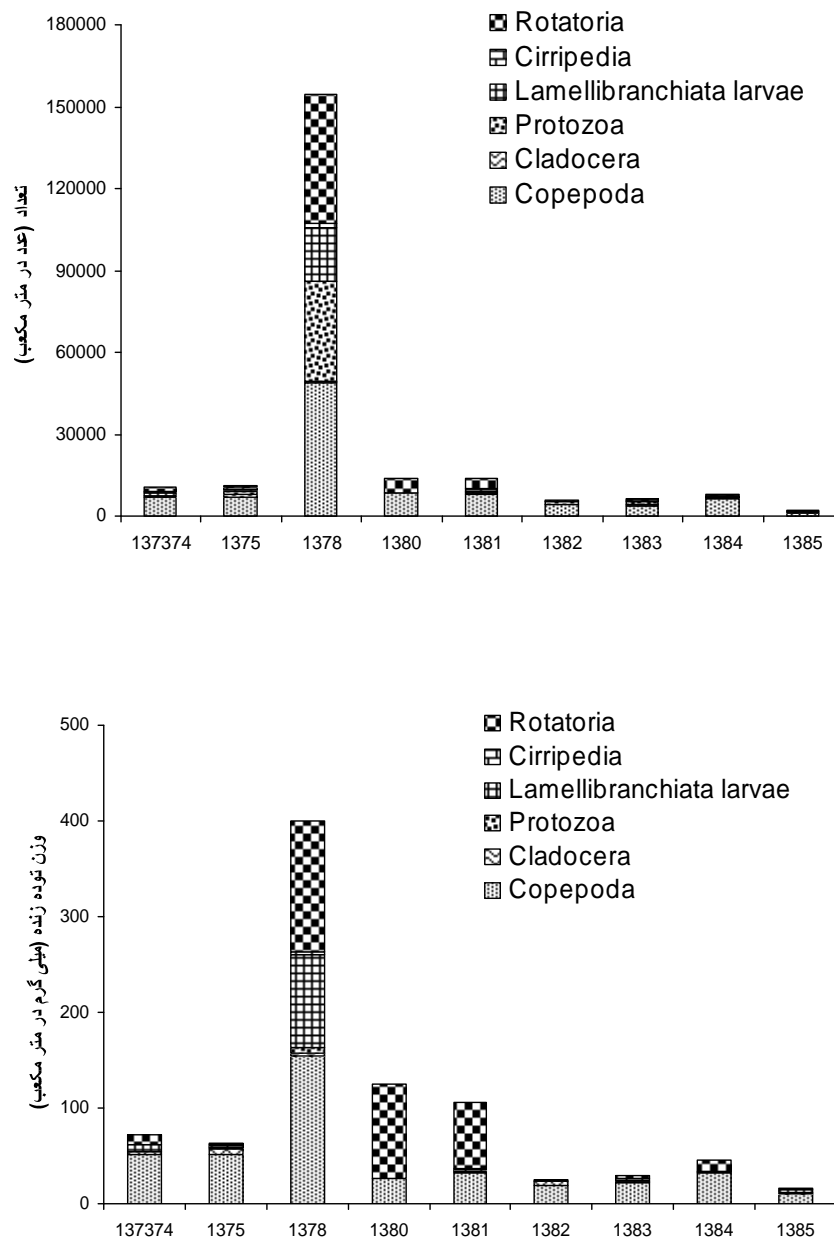 180000
150000
120000
90000
60000
30000
0
تعداد (عدد در متر مکعب)
Rotatoria
Cirripedia
Lamellibranchiata larvae
Protozoa
Cladocera
Copepoda
137374 1375 1378 1380 1381 1382 1383 1384 1385
500
400
300
200
100
0
وزن توده زنده (میلی گرم در متر مکعب)
Rotatoria
Cirripedia
Lamellibranchiata larvae
Protozoa
Cladocera
Copepoda
137374 1375 1378 1380 1381 1382 1383 1384 1385